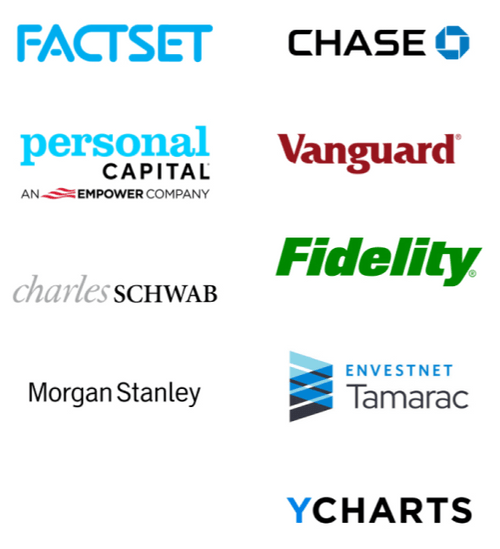 FACTSET
CHASE
personal
CAPITAL
AN EMPOWER COMPANY
Vanguard®
charles SCHWAB
Fidelity®
Morgan Stanley
ENVESTNET
Tamarac
YCHARTS